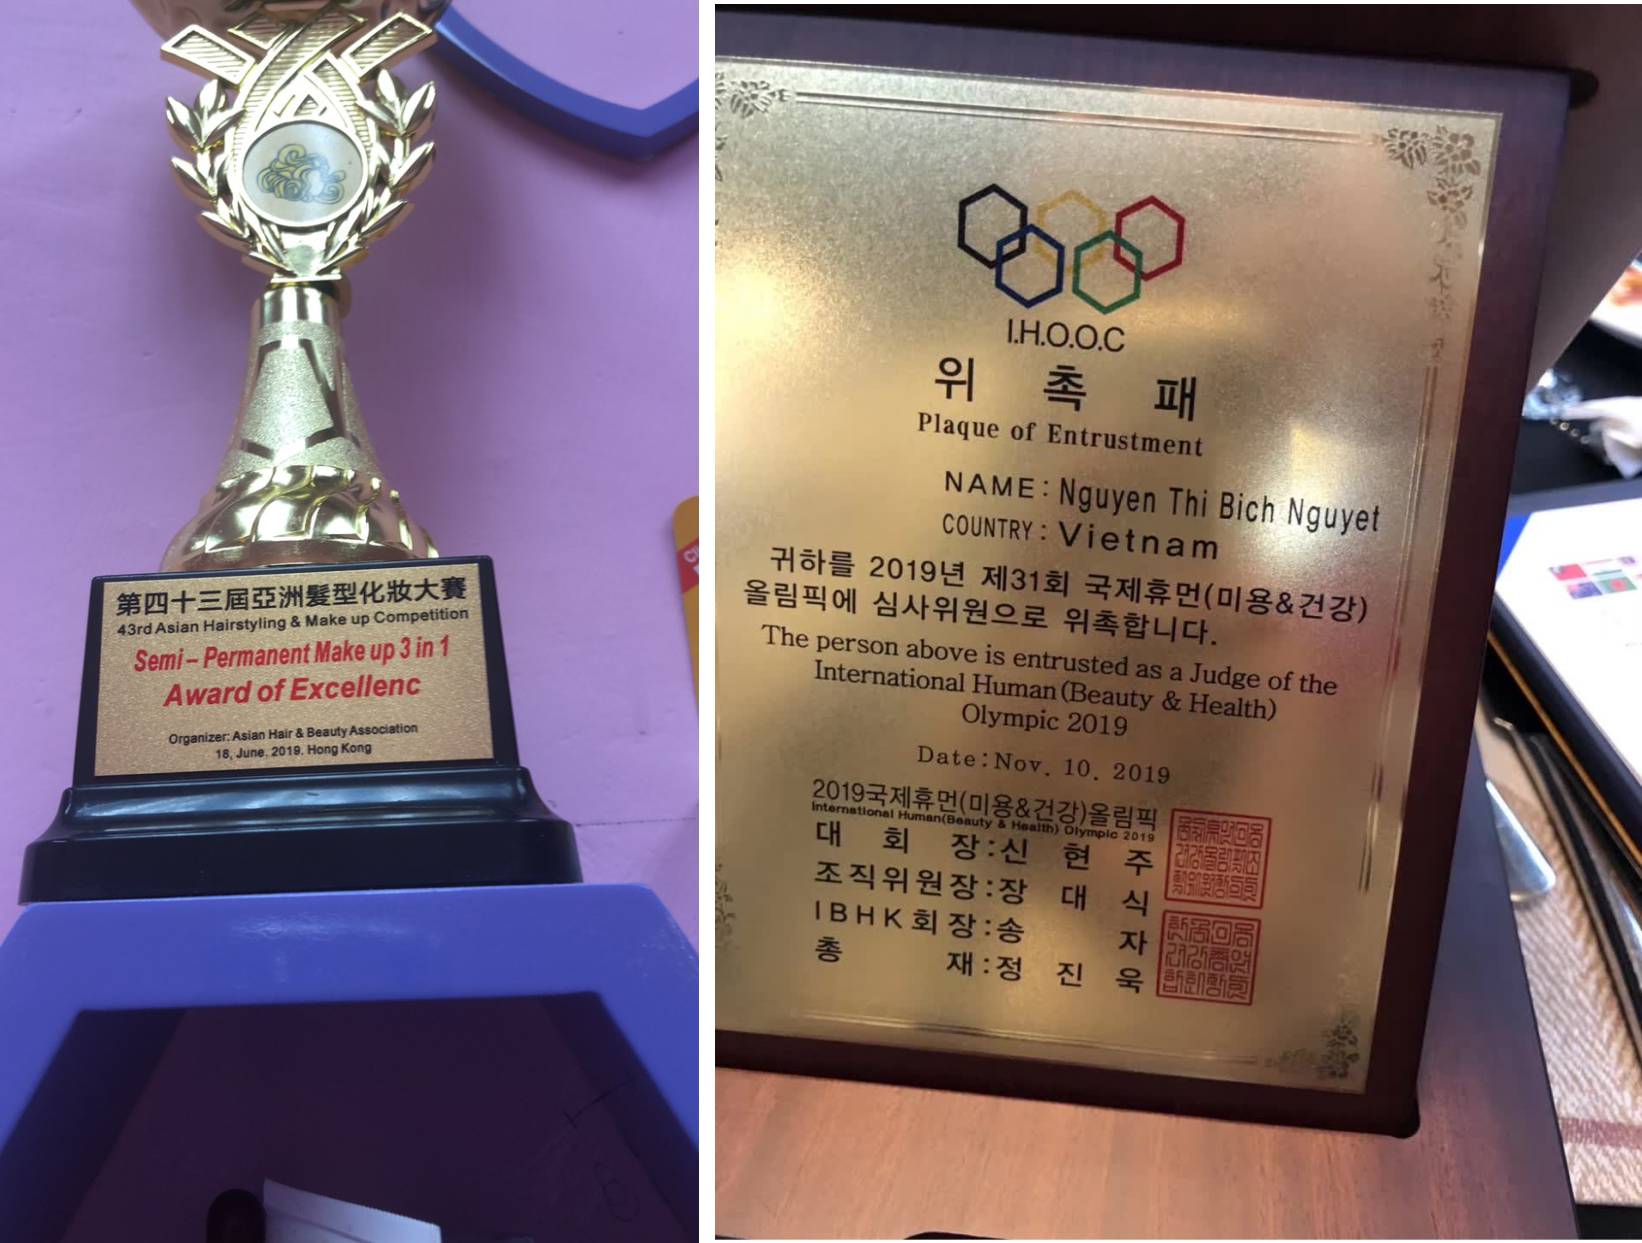 第四十三屆亞洲髮型化妝大賽
43rd Asian Hairstyling & Make up Competition
Semi – Permanent Make up 3 in 1
Award of Excellenc
Organizer: Asian Hair & Beauty Association
18, June. 2019. Hong Kong
I.H.O.O.C
위 촉 패
Plaque of Entrustment
NAME : Nguyen Thi Bich Nguyet
COUNTRY : Vietnam
귀하를 2019년 제31회 국제휴먼(미용&건강)
올림픽에 심사위원으로 위촉합니다.
The person above is entrusted as a Judge of the
International Human (Beauty & Health)
Olympic 2019
Date : Nov. 10. 2019
2019국제휴먼(미용&건강)올림픽
International Human(Beauty & Health) Olympic 2019
대 회 장 : 신 현 주
조직위원장 : 장 대 식
IBHK회장 : 송 자
총 재 : 정 진 욱